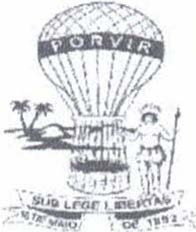 PORVIR
SUB LEGE LIBERTAS
DE MAIO DE 1892